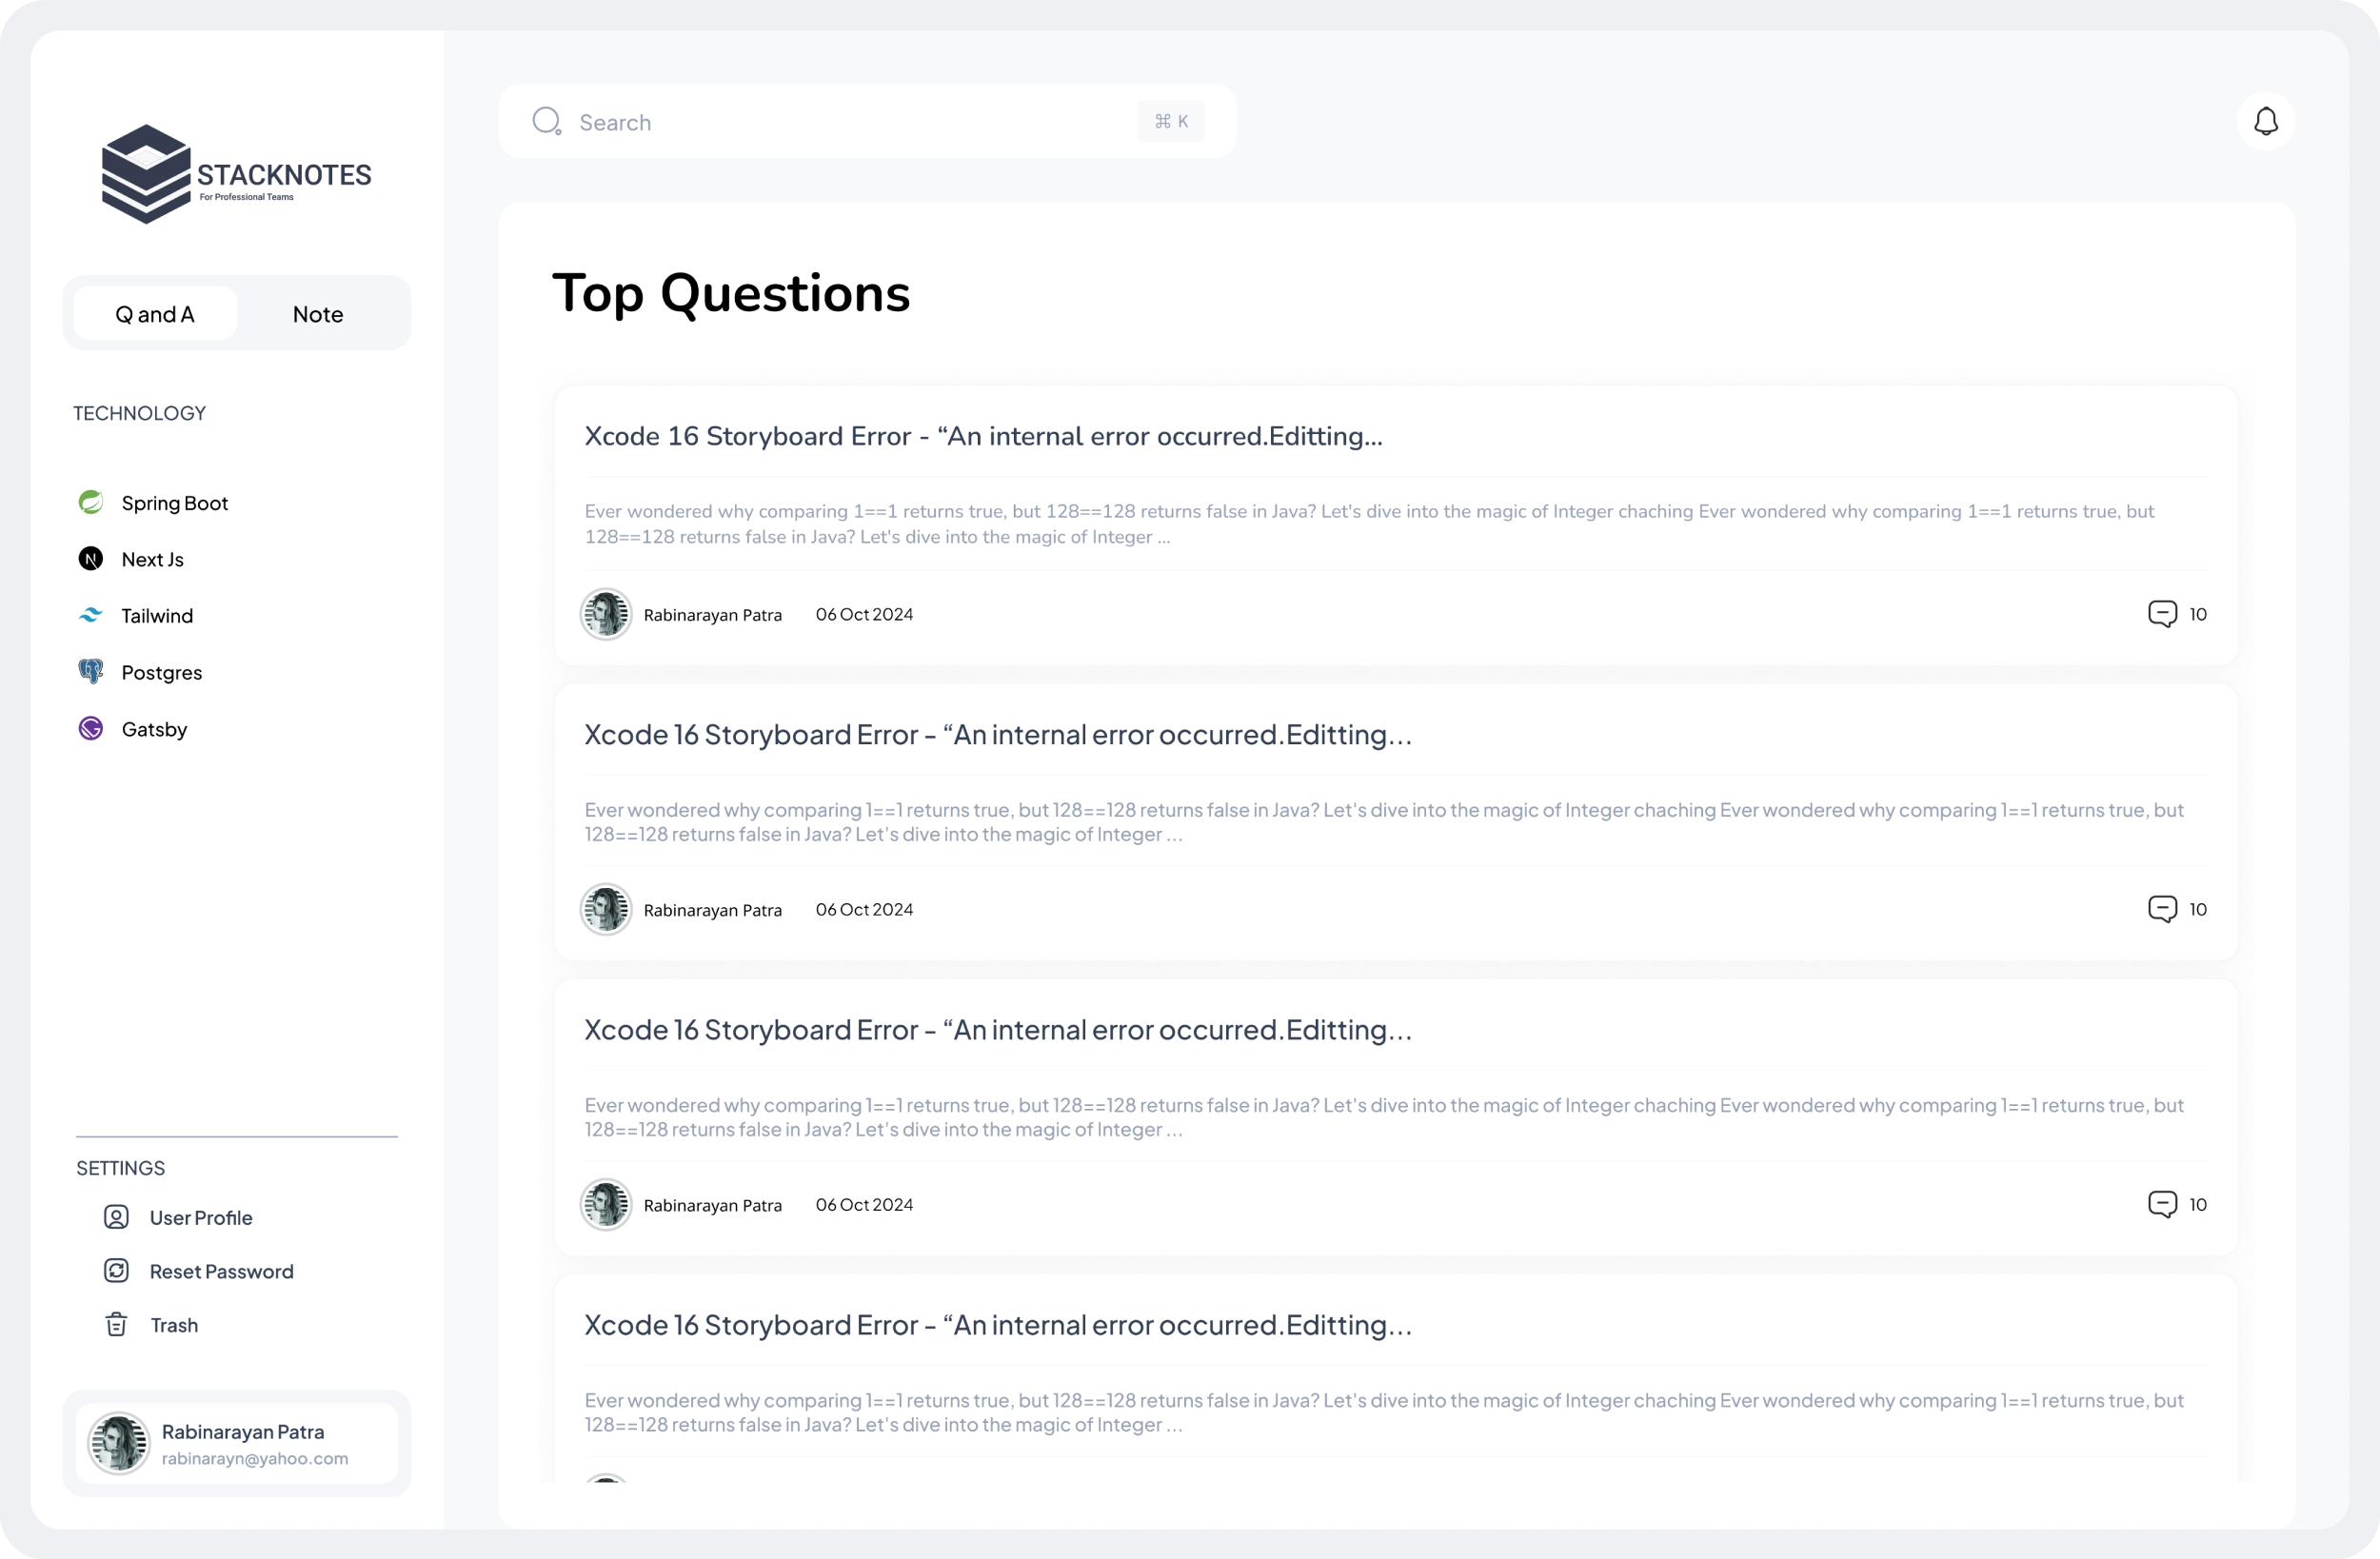 STACKNOTES
For Professional Teams
Q and A
Note
TECHNOLOGY
Spring Boot
Next Js
Tailwind
Postgres
Gatsby
SETTINGS
User Profile
Reset Password
Trash
Rabinarayan Patra
rabinarayn@yahoo.com
Search
⌘ K
Top Questions
Xcode 16 Storyboard Error - “An internal error occurred.Editting...
Ever wondered why comparing 1==1 returns true, but 128==128 returns false in Java? Let's dive into the magic of Integer chaching Ever wondered why comparing 1==1 returns true, but
128==128 returns false in Java? Let's dive into the magic of Integer ...
Rabinarayan Patra
06 Oct 2024
10
Xcode 16 Storyboard Error - “An internal error occurred.Editting...
Ever wondered why comparing 1==1 returns true, but 128==128 returns false in Java? Let's dive into the magic of Integer chaching Ever wondered why comparing 1==1 returns true, but
128==128 returns false in Java? Let's dive into the magic of Integer ...
Rabinarayan Patra
06 Oct 2024
10
Xcode 16 Storyboard Error - “An internal error occurred.Editting...
Ever wondered why comparing 1==1 returns true, but 128==128 returns false in Java? Let's dive into the magic of Integer chaching Ever wondered why comparing 1==1 returns true, but
128==128 returns false in Java? Let's dive into the magic of Integer ...
Rabinarayan Patra
06 Oct 2024
10
Xcode 16 Storyboard Error - “An internal error occurred.Editting...
Ever wondered why comparing 1==1 returns true, but 128==128 returns false in Java? Let's dive into the magic of Integer chaching Ever wondered why comparing 1==1 returns true, but
128==128 returns false in Java? Let's dive into the magic of Integer ...